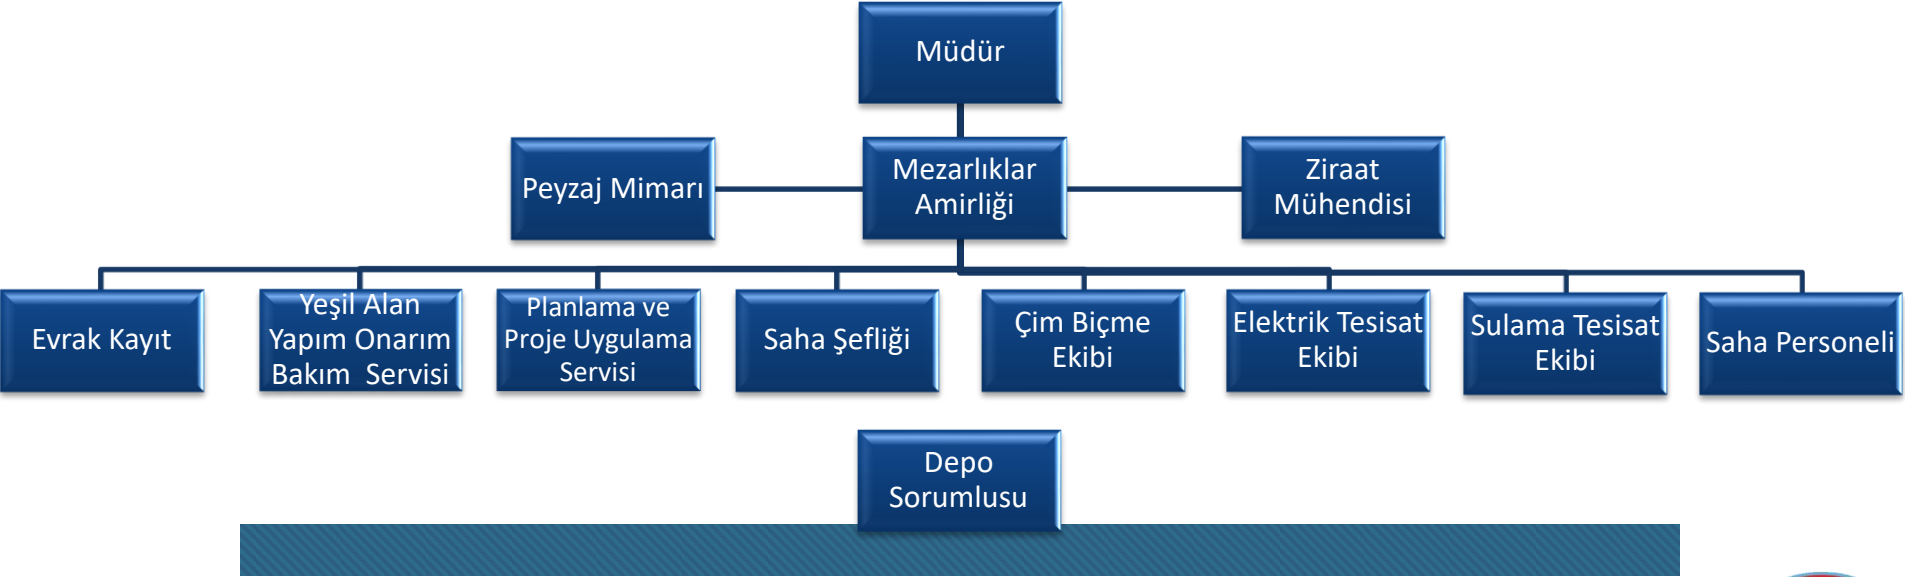 Müdür
Peyzaj Mimarı
Mezarlıklar
Amirliği
Ziraat
Mühendisi
Evrak Kayıt
Yeşil Alan
Yapım Onarım
Bakım Servisi
Planlama ve
Proje Uygulama
Servisi
Saha Şefliği
Çim Biçme
Ekibi
Elektrik Tesisat
Ekibi
Sulama Tesisat
Ekibi
Saha Personeli
Depo
Sorumlusu